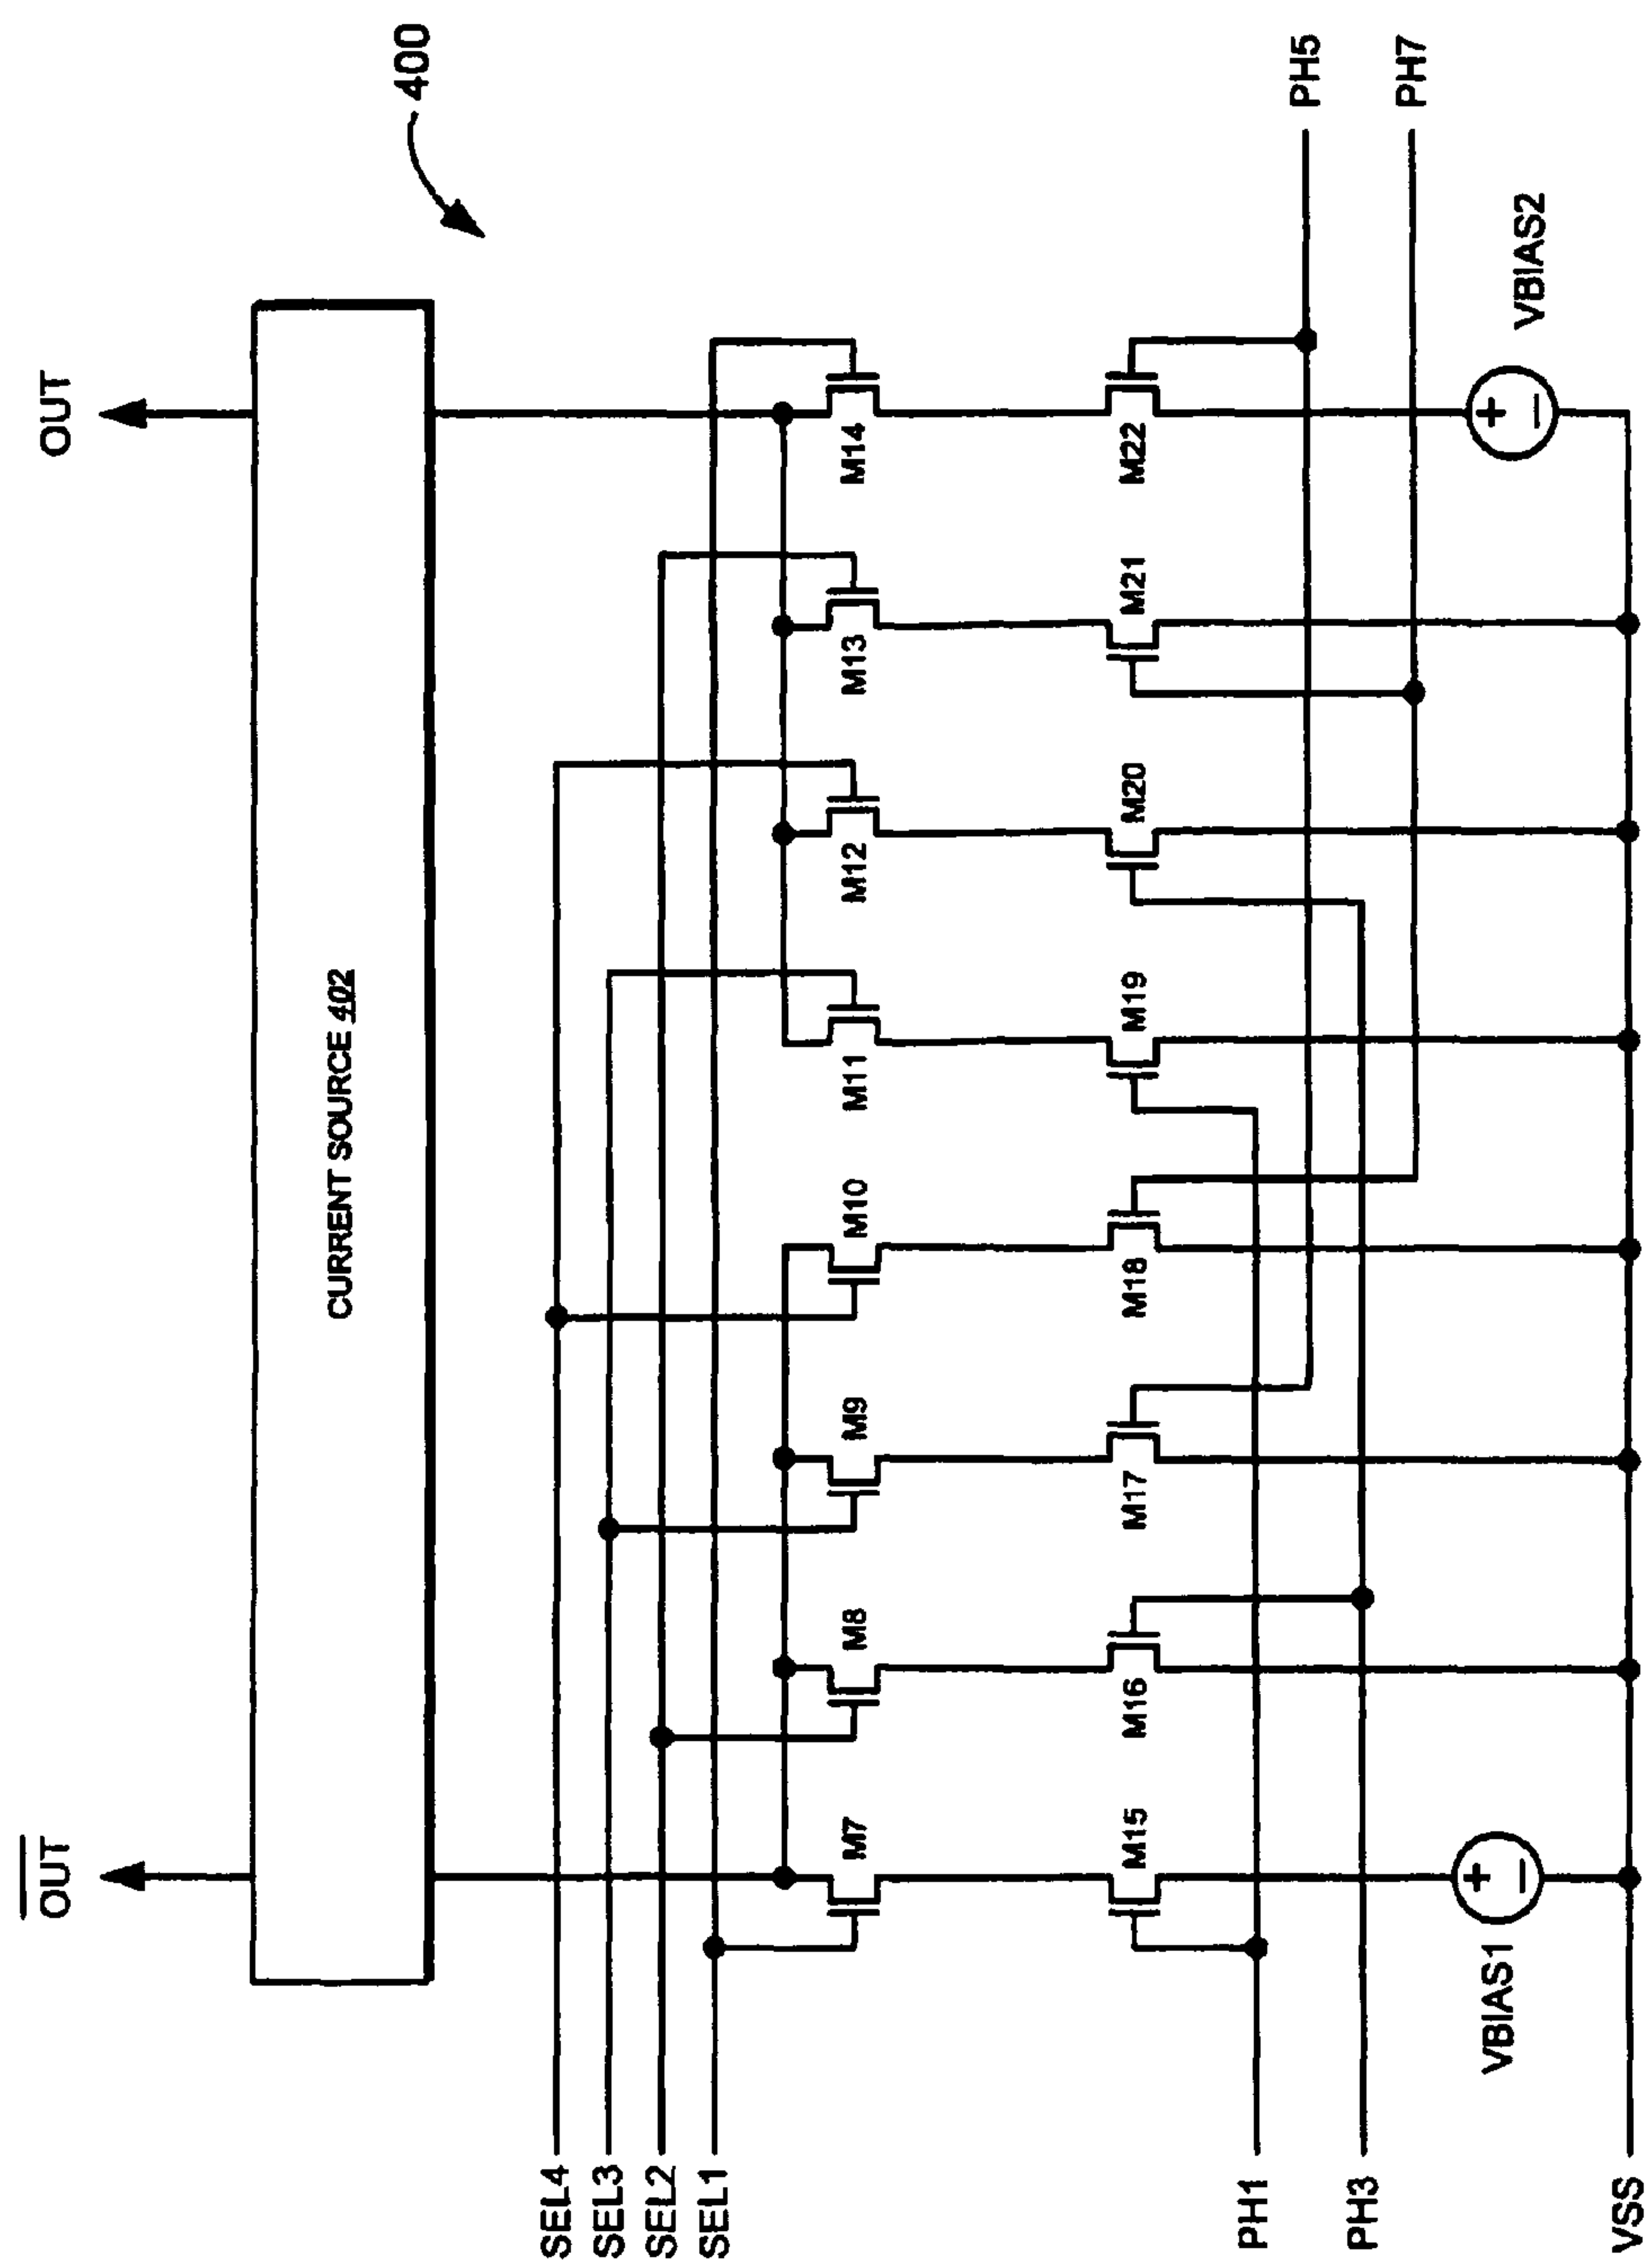 400
OUT
OUT
CURRENT SOURCE 402
SEL4
SEL3
SEL2
SEL1
M7
M8
M9
M10
M11
M12
M13
M14
M15
M16
M17
M18
M19
M20
M21
M22
PH1
PH3
PH5
PH7
VBIAS1
+
−
VBIAS2
+
−
VSS